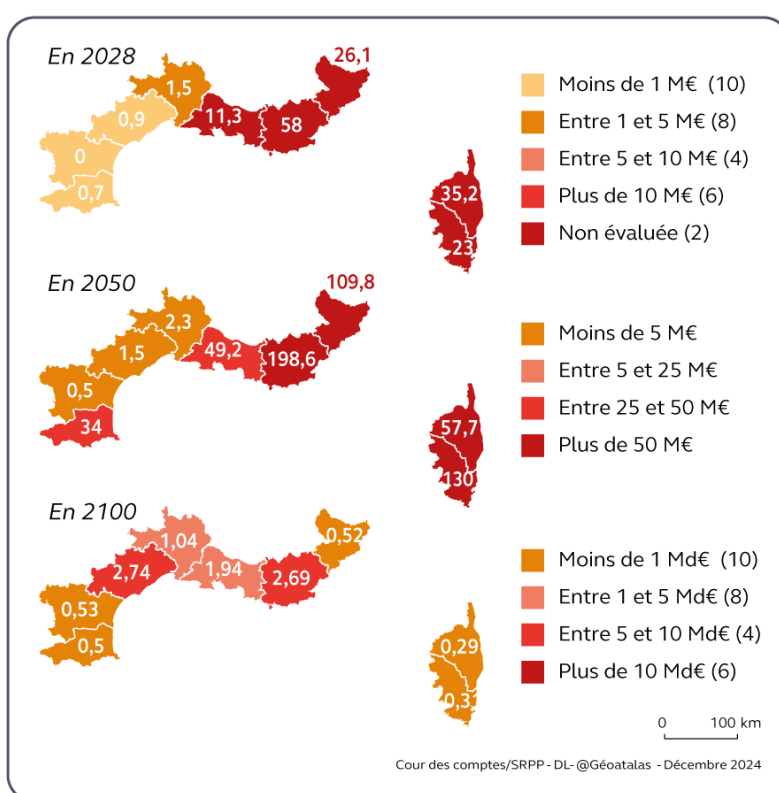 En 2028
26,1
1,5
0,9
11,3
58
0
0,7
35,2
23
Moins de 1 M€ (10)
Entre 1 et 5 M€ (8)
Entre 5 et 10 M€ (4)
Plus de 10 M€ (6)
Non évaluée (2)
En 2050
109,8
2,3
1,5
49,2
198,6
0,5
34
57,7
130
Moins de 5 M€
Entre 5 et 25 M€
Entre 25 et 50 M€
Plus de 50 M€
En 2100
0,52
1,04
2,74
1,94
2,69
0,53
0,5
0,29
0,31
Moins de 1 Md€ (10)
Entre 1 et 5 Md€ (8)
Entre 5 et 10 Md€ (4)
Plus de 10 Md€ (6)
0 100 km
Cour des comptes/SRPP - DL- @Géoatalas - Décembre 2024